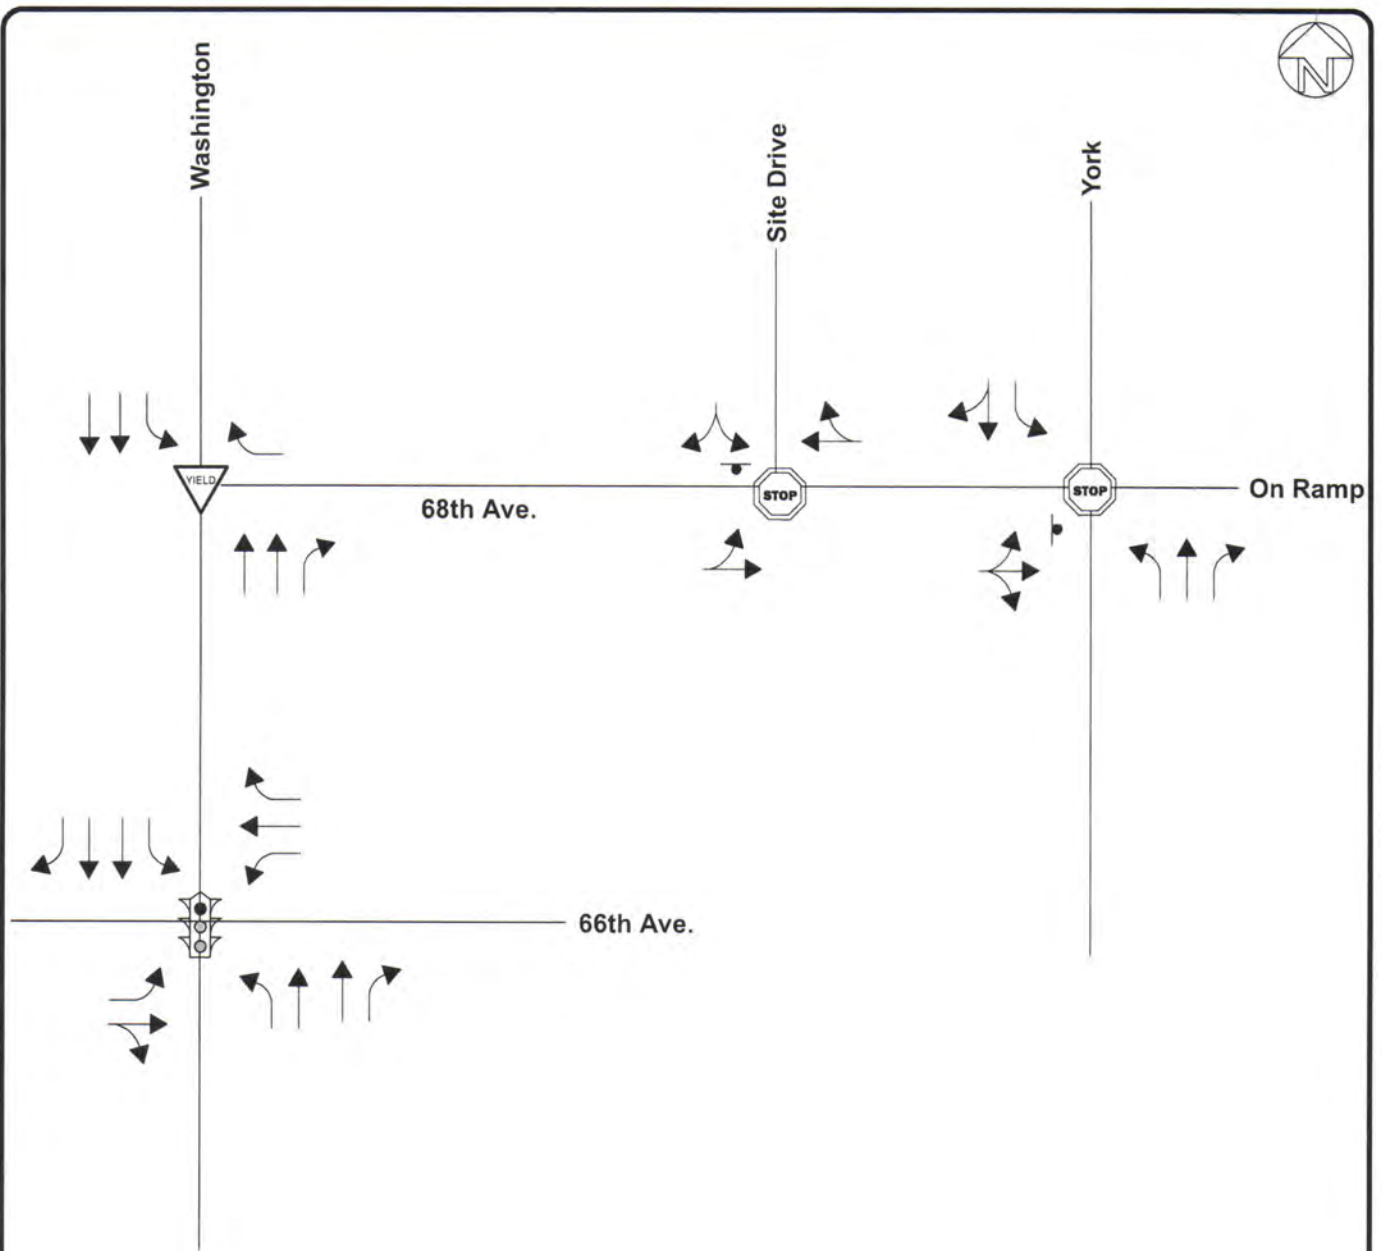 N
Washington
Site Drive
York
YIELD
STOP
STOP
On Ramp
68th Ave.
66th Ave.